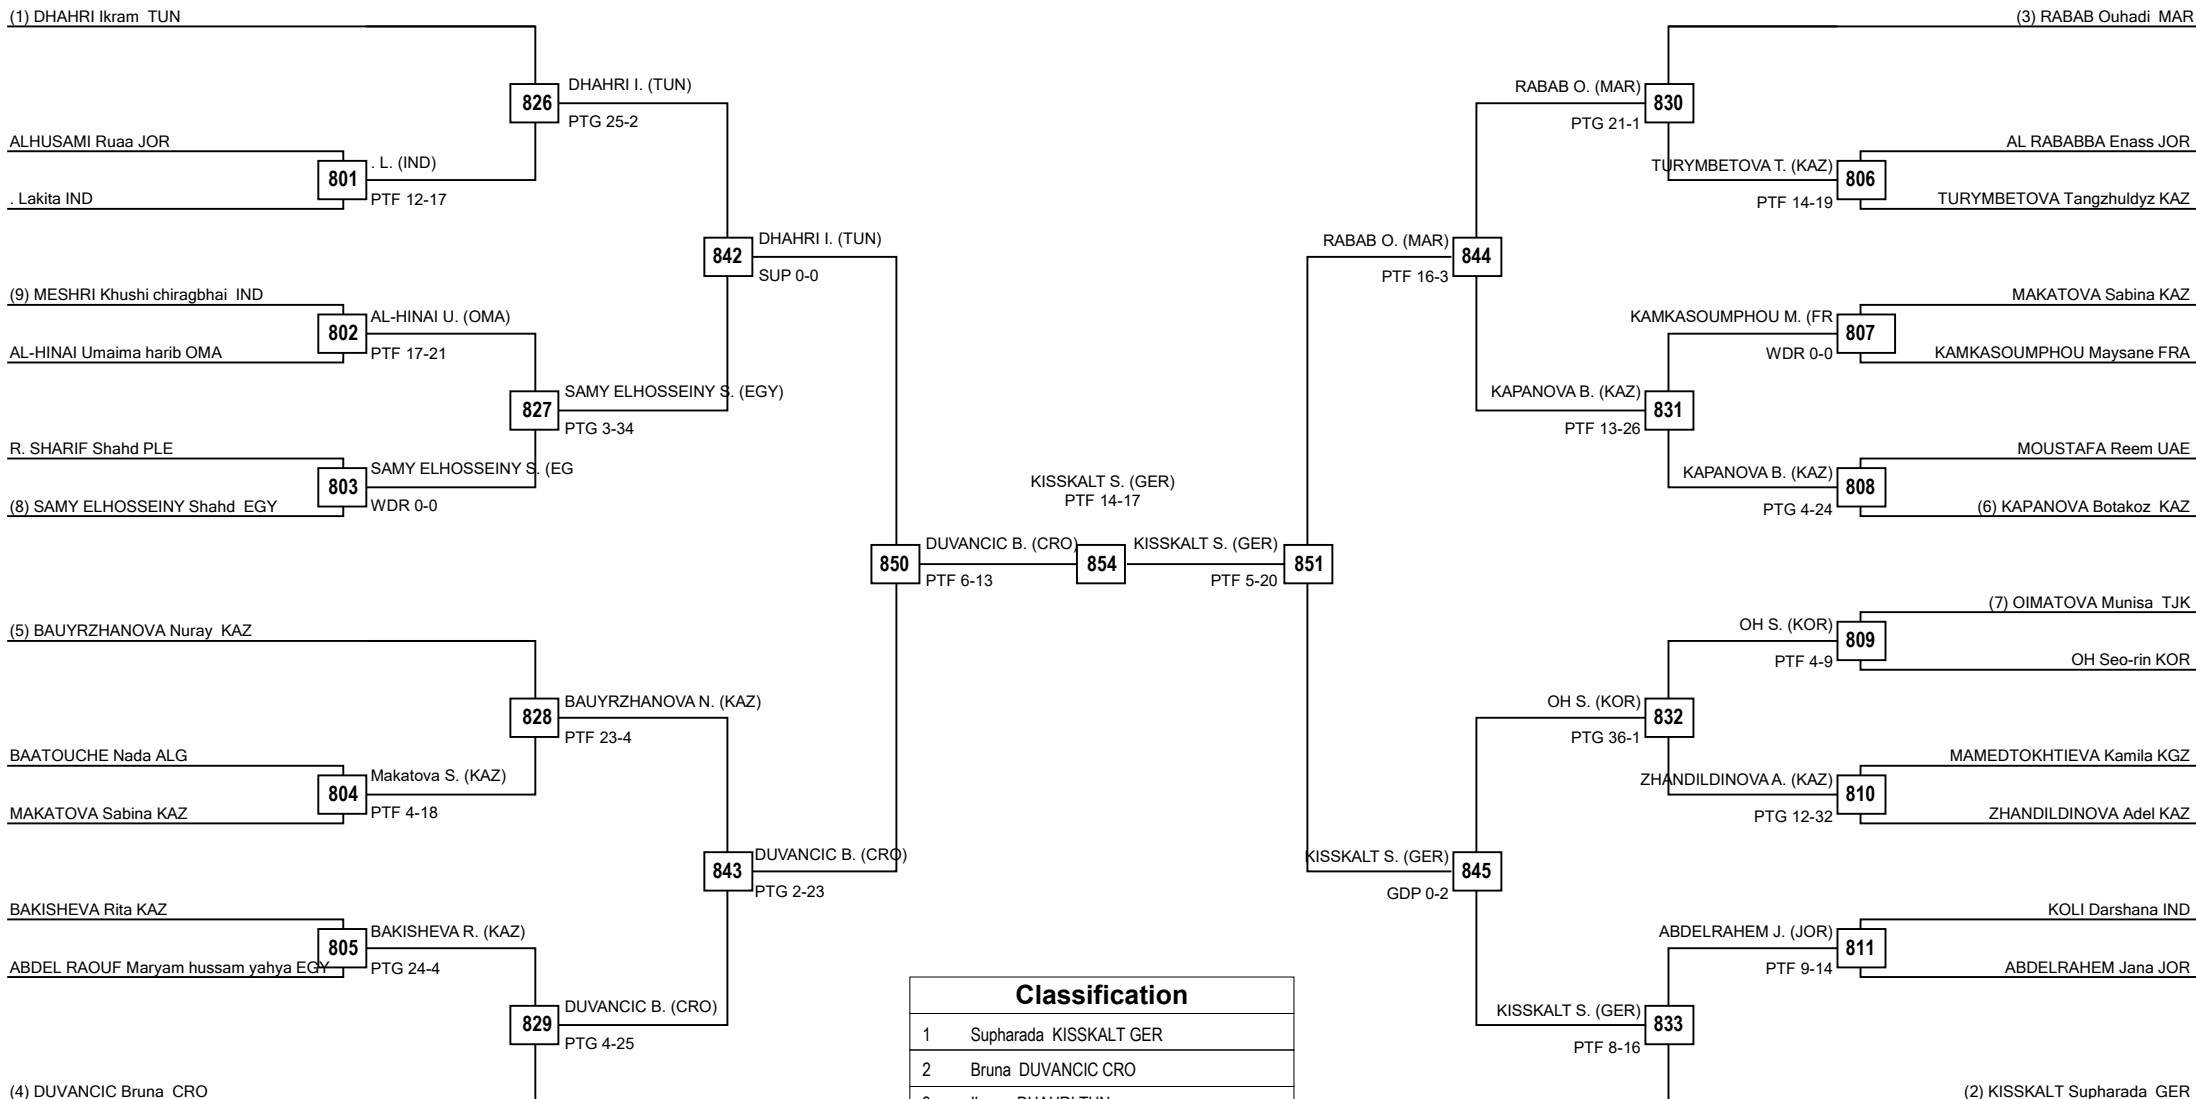 (1) DHAHRI Ikram TUN
826
DHAHRI I. (TUN)
PTG 25-2
ALHUSAMI Ruaa JOR
801
. L. (IND)
PTF 12-17
. Lakita IND
842
DHAHRI I. (TUN)
SUP 0-0
(9) MESHRI Khushi chiragbhai IND
802
AL-HINAI U. (OMA)
PTF 17-21
AL-HINAI Umaima harib OMA
827
SAMY ELHOSSEINY S. (EGY)
PTG 3-34
R. SHARIF Shahd PLE
803
SAMY ELHOSSEINY S. (EG
WDR 0-0
(8) SAMY ELHOSSEINY Shahd EGY
850
DUVANCIC B. (CRO)
PTF 6-13
(5) BAUYRZHANOVA Nuray KAZ
828
BAUYRZHANOVA N. (KAZ)
PTF 23-4
BAATOUCHE Nada ALG
804
Makatova S. (KAZ)
PTF 4-18
MAKATOVA Sabina KAZ
843
DUVANCIC B. (CRO)
PTG 2-23
BAKISHEVA Rita KAZ
805
BAKISHEVA R. (KAZ)
PTG 24-4
ABDEL RAOUF Maryam hussam yahya EGY
829
DUVANCIC B. (CRO)
PTG 4-25
(4) DUVANCIC Bruna CRO
KISSKALT S. (GER)
PTF 14-17
854
KISSKALT S. (GER)
PTF 5-20
851
(3) RABAB Ouhadi MAR
RABAB O. (MAR)
PTG 21-1
830
AL RABABBA Enass JOR
TURYMBETOVA T. (KAZ)
PTF 14-19
806
TURYMBETOVA Tangzhuldyz KAZ
RABAB O. (MAR)
PTF 16-3
844
MAKATOVA Sabina KAZ
KAMKASOUMPHOU M. (FR
WDR 0-0
807
KAMKASOUMPHOU Maysane FRA
KAPANOVA B. (KAZ)
PTF 13-26
831
MOUSTAFA Reem UAE
KAPANOVA B. (KAZ)
PTG 4-24
808
(6) KAPANOVA Botakoz KAZ
(7) OIMATOVA Munisa TJK
OH S. (KOR)
PTF 4-9
809
OH Seo-rin KOR
OH S. (KOR)
PTG 36-1
832
MAMEDTOKHTIEVA Kamila KGZ
ZHANDILDINOVA A. (KAZ)
PTG 12-32
810
ZHANDILDINOVA Adel KAZ
KISSKALT S. (GER)
GDP 0-2
845
KOLI Darshana IND
ABDELRAHEM J. (JOR)
PTF 9-14
811
ABDELRAHEM Jana JOR
KISSKALT S. (GER)
PTF 8-16
833
(2) KISSKALT Supharada GER
Classification
1 Supharada KISSKALT GER
2 Bruna DUVANCIC CRO